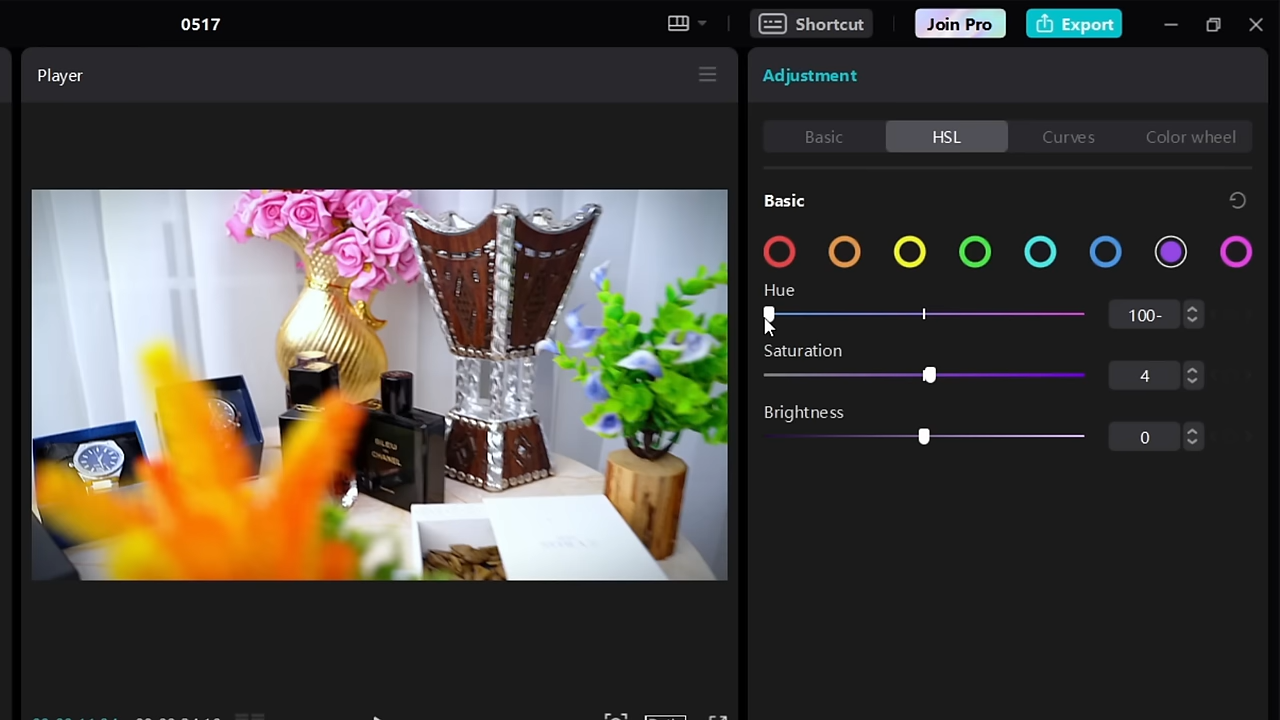 0517
Shortcut
Join Pro
Export
Player
Adjustment
Basic
HSL
Curves
Color wheel
Basic
Hue
100-
Saturation
4
Brightness
0
BLEU
CHANEL